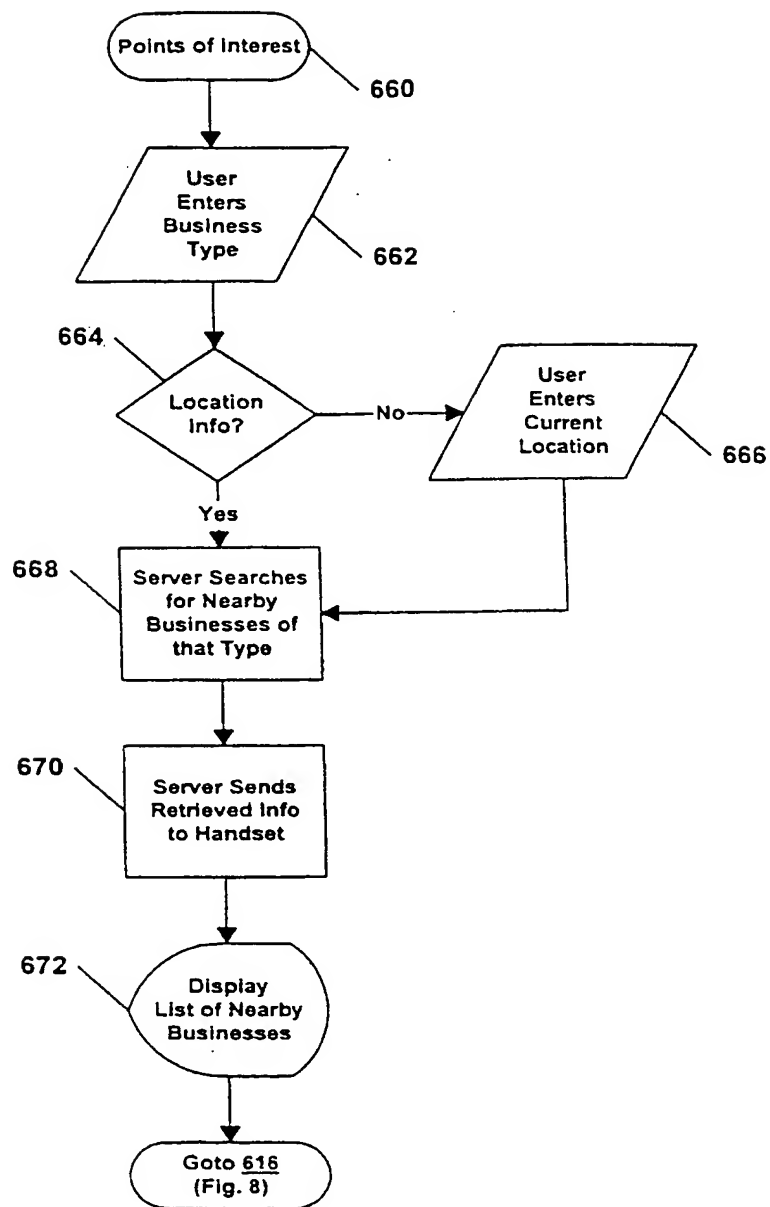 Points of Interest
660
User
Enters
Business
Type
662
664
Location
Info?
No
User
Enters
Current
Location
666
Yes
668
Server Searches
for Nearby
Businesses of
that Type
670
Server Sends
Retrieved Info
to Handset
672
Display
List of Nearby
Businesses
Goto 616
(Fig. 8)